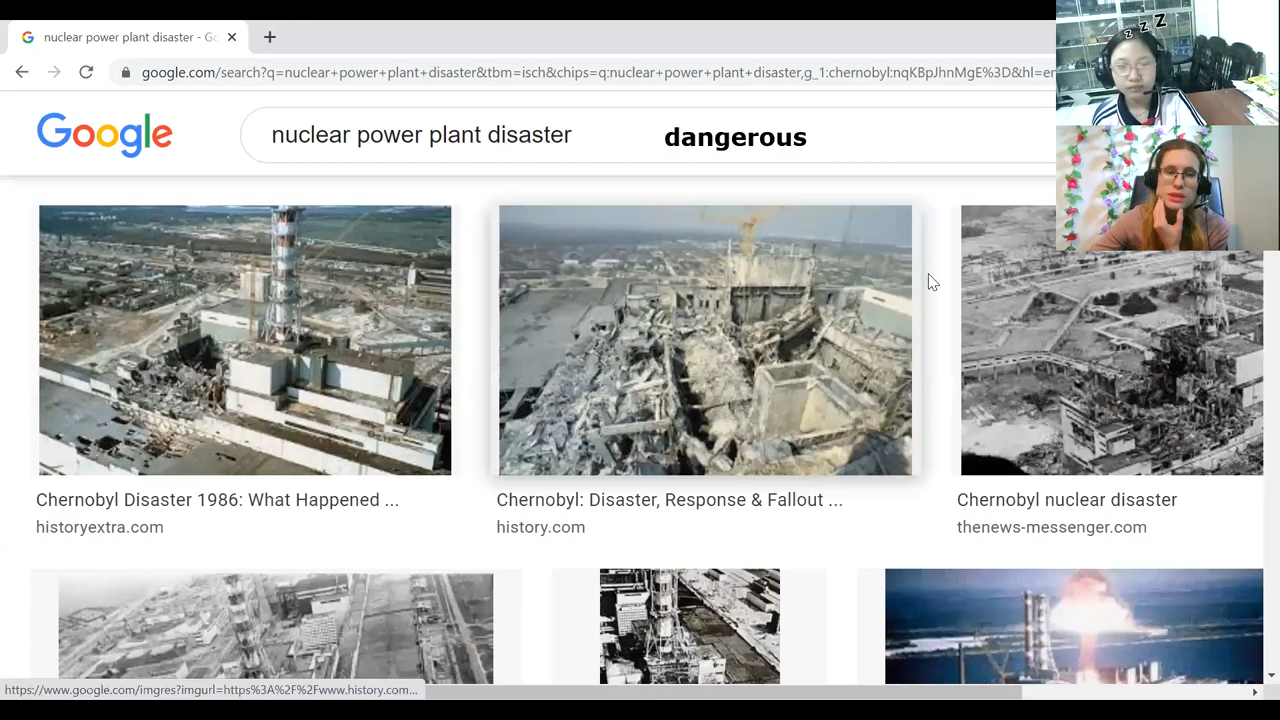 nuclear power plant disaster - Go
z z Z
google.com/search?q=nuclear+power+plant+disaster&tbm=isch&chips=q:nuclear+power+plant+disaster,g_1:chernobyl:nqKBpJhnMgE%3D&hl=en
Google
nuclear power plant disaster
dangerous
Chernobyl Disaster 1986: What Happened ...
historyextra.com
Chernobyl: Disaster, Response & Fallout ...
history.com
Chernobyl nuclear disaster
thenews-messenger.com
https://www.google.com/imgres?imgurl=https%3A%2F%2Fwww.history.com...